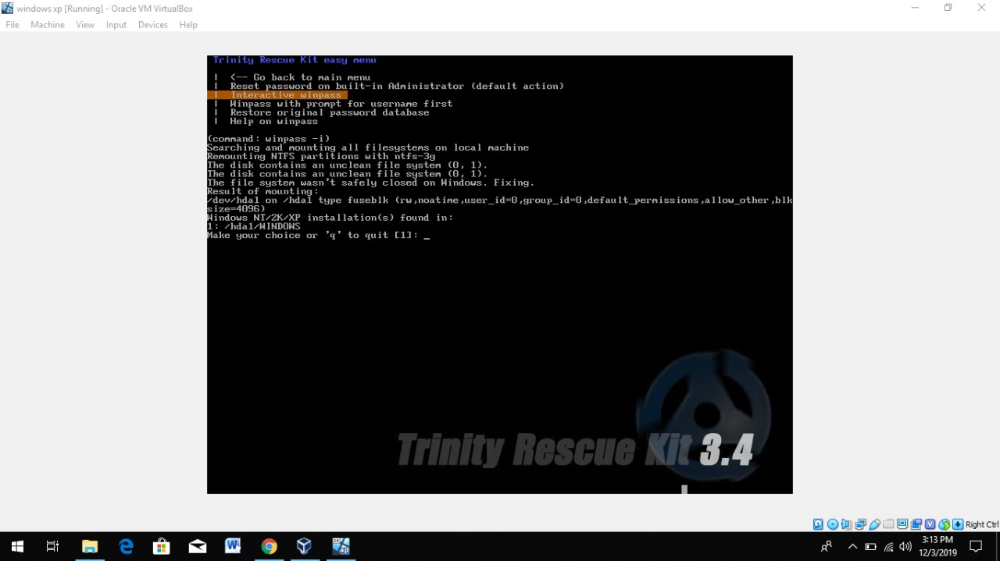 windows xp [Running] - Oracle VM VirtualBox
File Machine View Input Devices Help
Trinity Rescue Kit easy menu
| <-- Go back to main menu
| Reset password on built-in Administrator (default action)
| Interactive winpass
| Winpass with prompt for username first
| Restore original password database
| Help on winpass
(command: winpass -i)
Searching and mounting all filesystems on local machine
Remounting NTFS partitions with ntfs-3g
The disk contains an unclean file system (0, 1).
The disk contains an unclean file system (0, 1).
The file system wasn't safely closed on Windows. Fixing.
Result of mounting:
/dev/hda1 on /hda1 type fuseblk (rw,noatime,user_id=0,group_id=0,default_permissions,allow_other,blk
size=4096)
Windows NT/2K/XP installation(s) found in:
1: /hda1/WINDOWS
Make your choice or 'q' to quit [1]: _
Trinity Rescue Kit 3.4
Right Ctrl
3:13 PM
12/3/2019